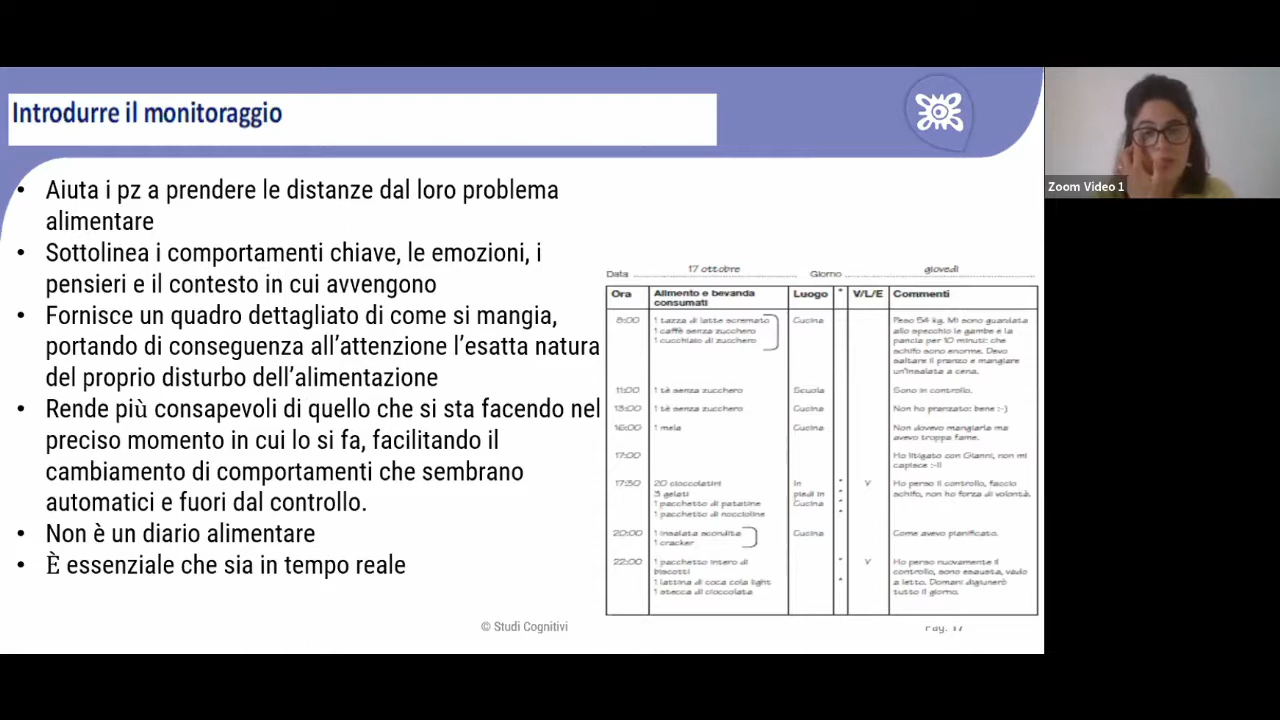 Introdurre il monitoraggio
Zoom Video 1
• Aiuta i pz a prendere le distanze dal loro problema
alimentare
• Sottolinea i comportamenti chiave, le emozioni, i
pensieri e il contesto in cui avvengono
• Fornisce un quadro dettagliato di come si mangia,
portando di conseguenza all'attenzione l'esatta natura
del proprio disturbo dell'alimentazione
• Rende più consapevoli di quello che si sta facendo nel
preciso momento in cui lo si fa, facilitando il
cambiamento di comportamenti che sembrano
automatici e fuori dal controllo.
• Non è un diario alimentare
• È essenziale che sia in tempo reale
Data 17 ottobre Giorno giovedì
Ora Alimento e bevanda consumati Luogo * V/L/E Commenti
8:00 1 tazza di latte scremato Cucina Peso 54 kg. Mi sono guardata
1 caffè senza zucchero allo specchio le gambe e la
1 cucchiaio di zucchero pancia per 10 minuti: che
schifo sono enorme. Devo
saltare il pranzo e mangiare
un'insalata a cena.
11:00 1 tè senza zucchero Scuola Sono in controllo.
13:00 1 tè senza zucchero Cucina Non ho pranzato: bene :-)
16:00 1 mela Cucina Non dovevo mangiarla ma
avevo troppa fame.
17:00 Ho litigato con Gianni, non mi
capisce :-((
17:30 20 cioccolatini In * V Ho perso il controllo, faccio
3 gelati piedi in * schifo, non ho forza di volontà.
1 pacchetto di patatine Cucina *
1 pacchetto di noccioline *
20:00 1 insalata scondita Cucina Come avevo pianificato.
1 cracker
22:00 1 pacchetto intero di * V Ho perso nuovamente il
biscotti controllo, sono esausta, vado
1 lattina di coca cola light * a letto. Domani digiunerò
1 stecca di cioccolata tutto il giorno.
© Studi Cognitivi
Pag. 17